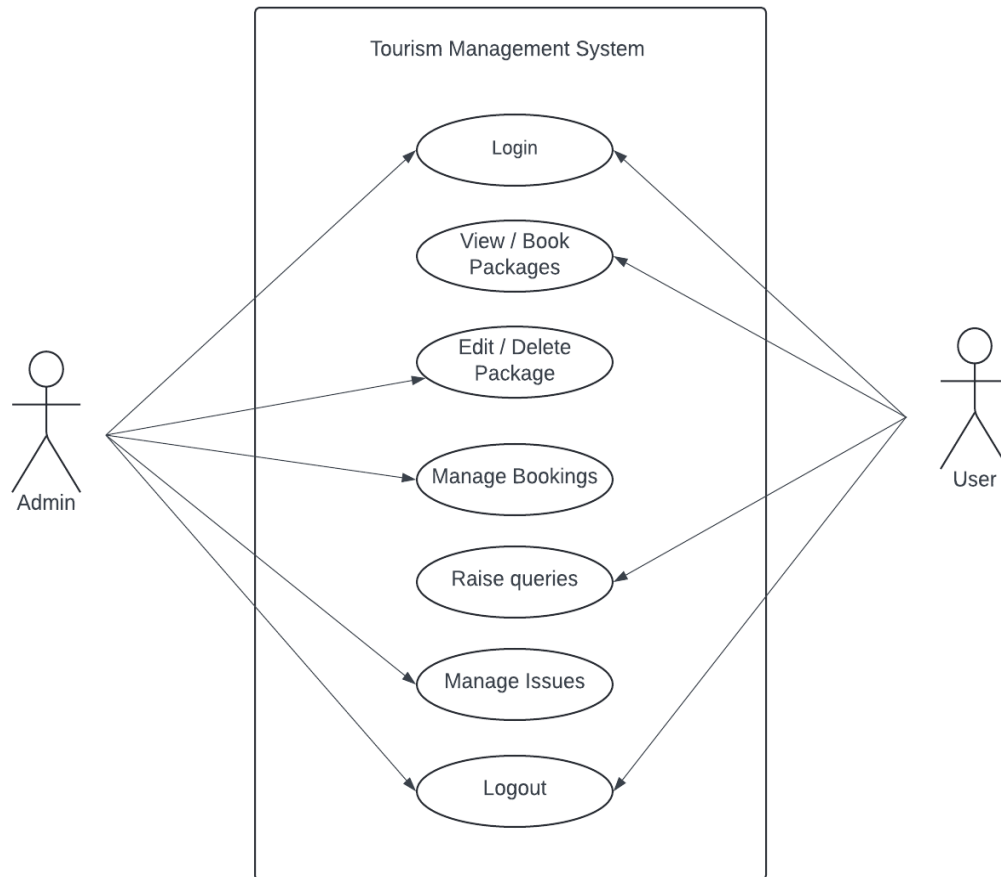 Tourism Management System
Login
View / Book
Packages
Edit / Delete
Package
Manage Bookings
Raise queries
Manage Issues
Logout
Admin
User